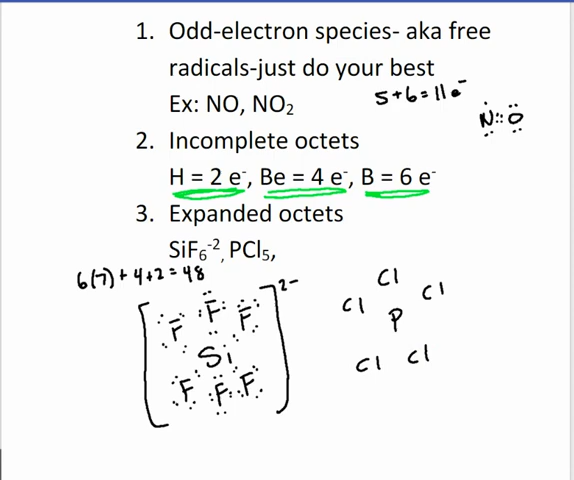 1. Odd-electron species- aka free
radicals-just do your best
5+6=11e⁻
Ex: NO, NO₂
N::O
2. Incomplete octets
H = 2 e⁻, Be = 4 e⁻, B = 6 e⁻
3. Expanded octets
SiF₆⁻², PCl₅,
6(7)+4+2=48
2-
F F F
Si
F F F
Cl
Cl Cl
P
Cl Cl